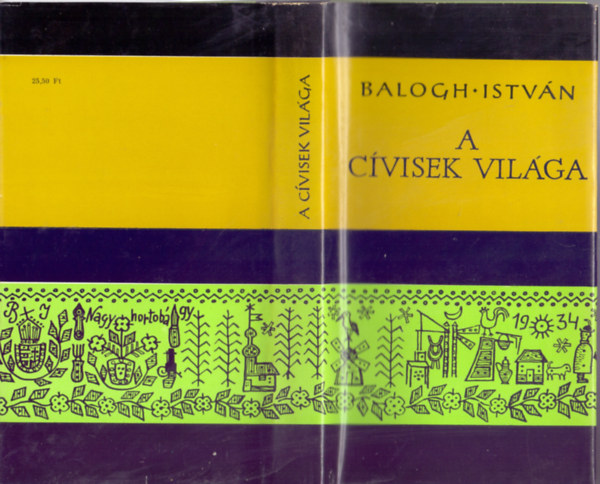 25,50 Ft
A CÍVISEK VILÁGA
BALOGH · ISTVÁN
A
CÍVISEK VILÁGA
Nagy hortobágy
1934